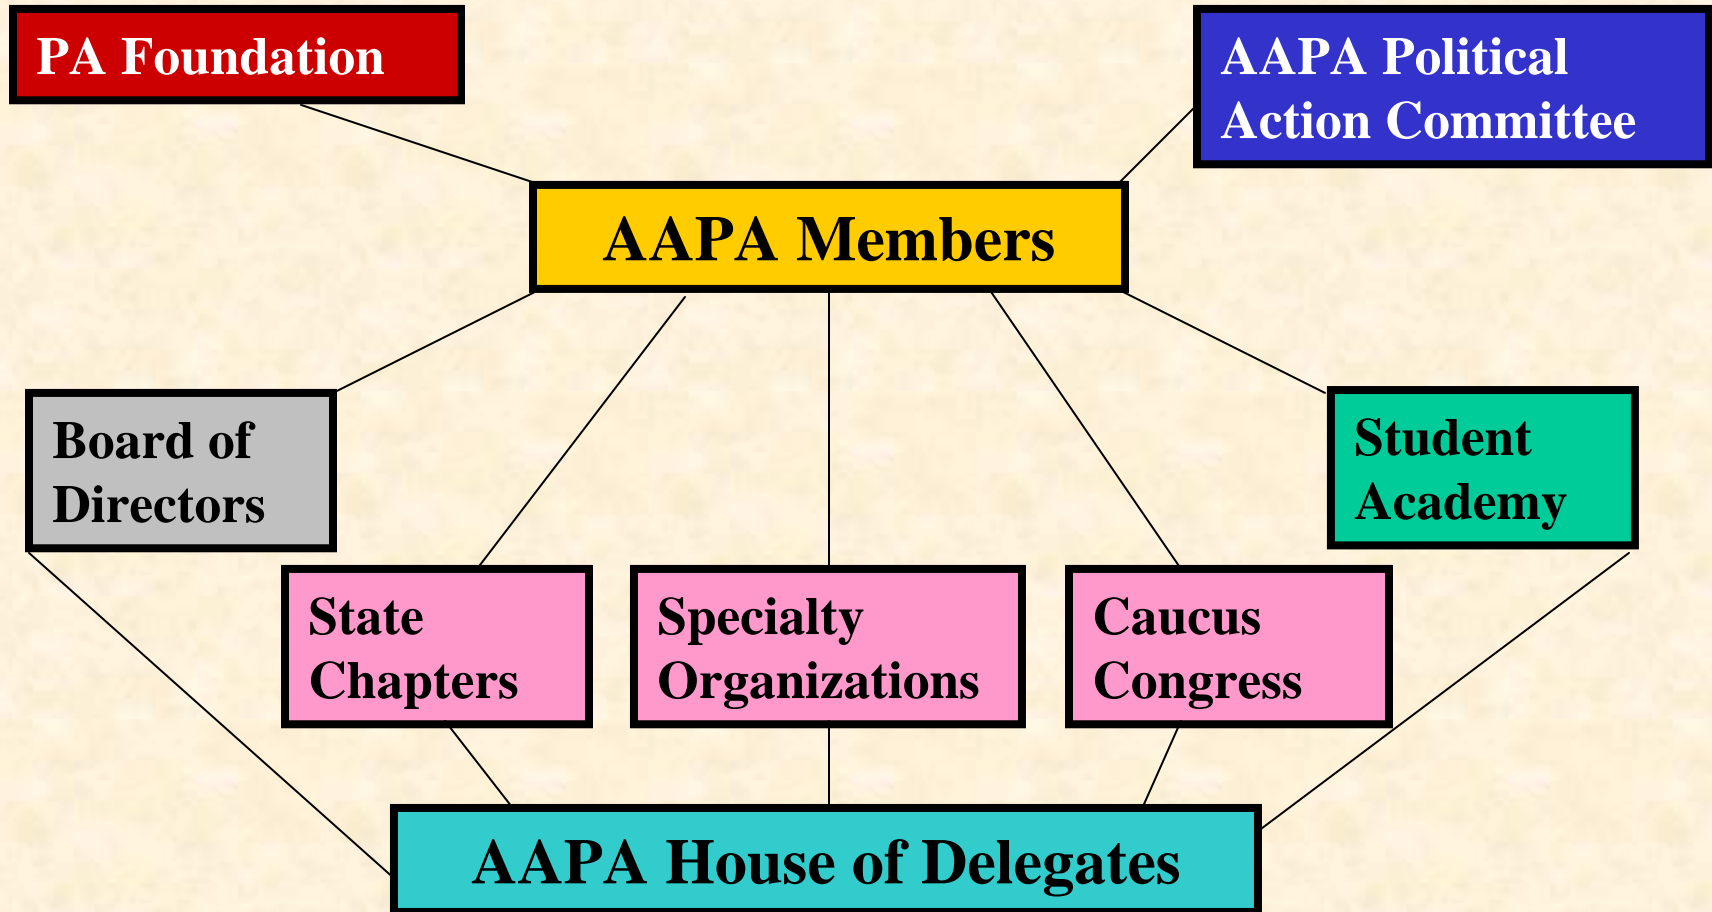 PA Foundation
AAPA Political
Action Committee
AAPA Members
Board of
Directors
Student
Academy
State
Chapters
Specialty
Organizations
Caucus
Congress
AAPA House of Delegates